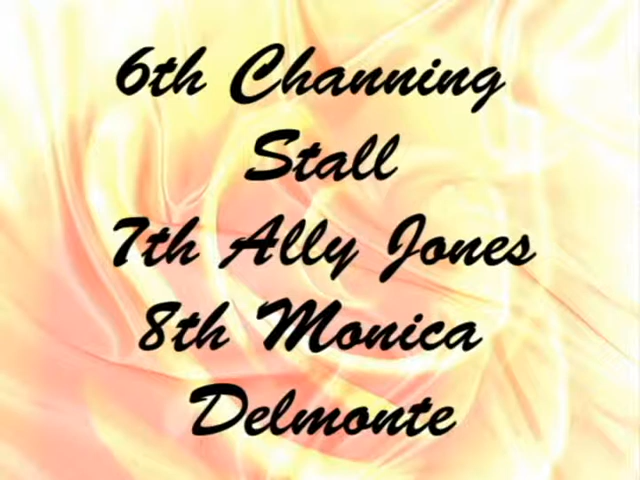 6th Channing
Stall
7th Ally Jones
8th Monica
Delmonte